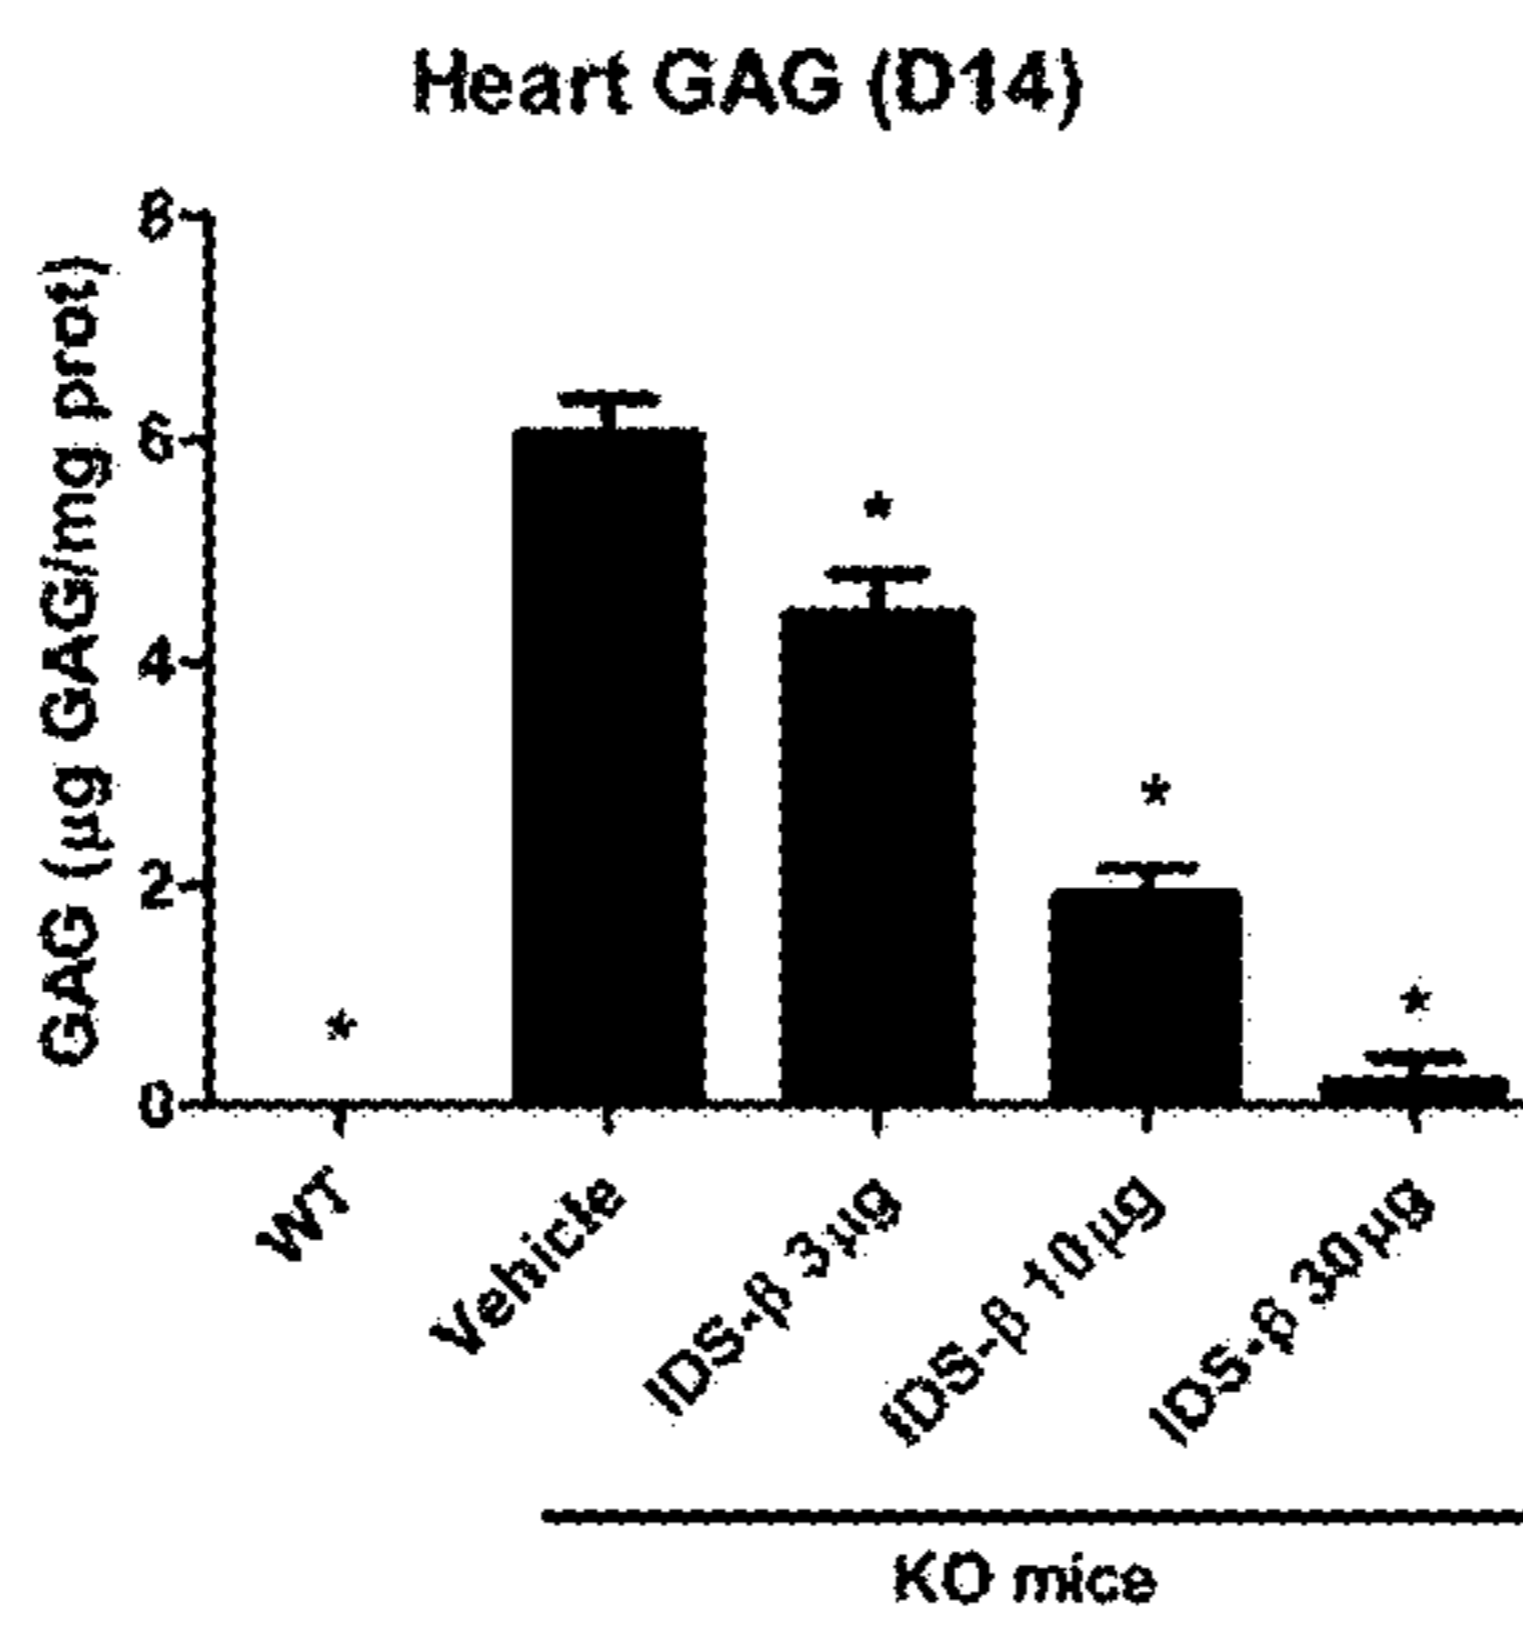 Heart GAG (D14)
GAG (µg GAG/mg prot)
8
6
4
2
0
*
*
*
*
WT
Vehicle
IDS-β 3µg
IDS-β 10µg
IDS-β 30µg
KO mice